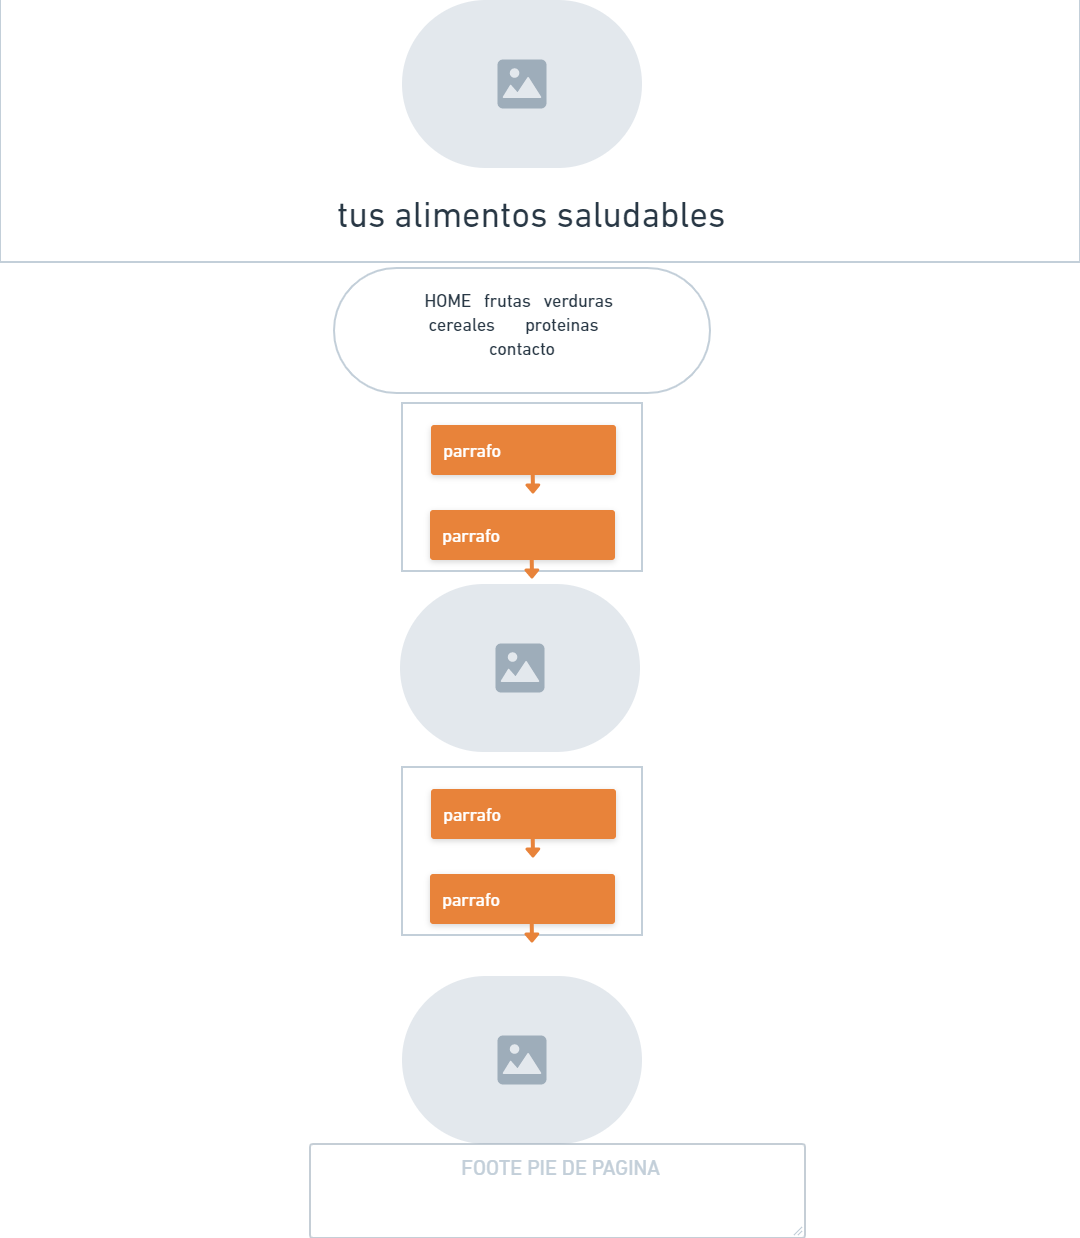 tus alimentos saludables
HOME frutas verduras
cereales proteinas
contacto
parrafo
parrafo
parrafo
parrafo
FOOTE PIE DE PAGINA